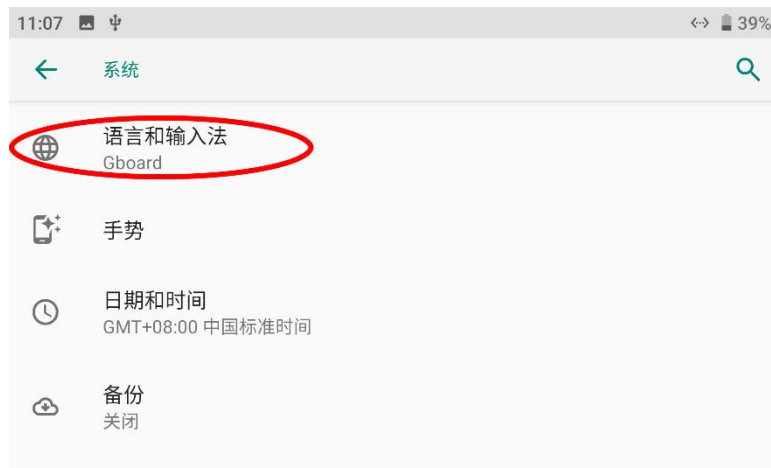 11:07 39%
系统
语言和输入法
Gboard
手势
日期和时间
GMT+08:00 中国标准时间
备份
关闭